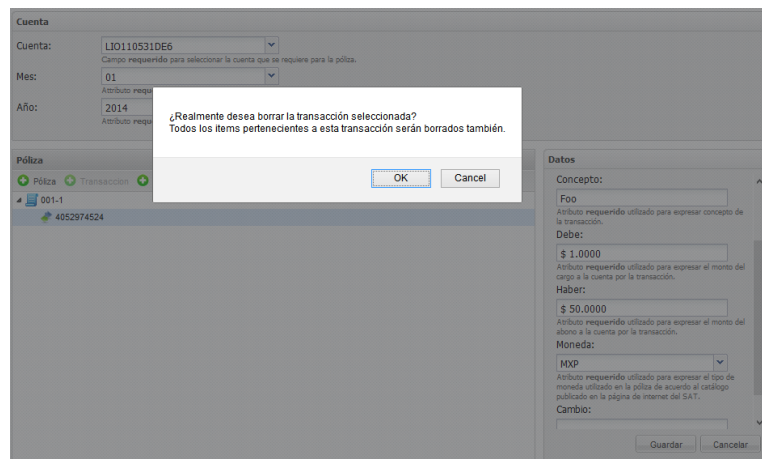 Cuenta
Cuenta:
LIO110531DE6
Campo requerido para seleccionar la cuenta que se requiere para la póliza.
Mes:
01
Atributo requ
Año:
2014
Atributo requ
¿Realmente desea borrar la transacción seleccionada?
Todos los items pertenecientes a esta transacción serán borrados también.
OK Cancel
Póliza
Póliza Transaccion
001-1
4052974524
Datos
Concepto:
Foo
Atributo requerido utilizado para expresar concepto de
la transacción.
Debe:
$ 1.0000
Atributo requerido utilizado para expresar el monto del
cargo a la cuenta por la transacción.
Haber:
$ 50.0000
Atributo requerido utilizado para expresar el monto del
abono a la cuenta por la transacción.
Moneda:
MXP
Atributo requerido utilizado para expresar el tipo de
moneda utilizado en la póliza de acuerdo al catálogo
publicado en la página de internet del SAT.
Cambio:
Guardar Cancelar